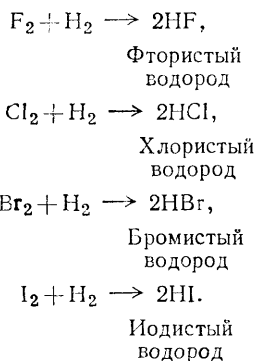 F₂ + H₂ → 2HF,
Фтористый
водород
Cl₂ + H₂ → 2HCl,
Хлористый
водород
Br₂ + H₂ → 2HBr,
Бромистый
водород
I₂ + H₂ → 2HI.
Иодистый
водород